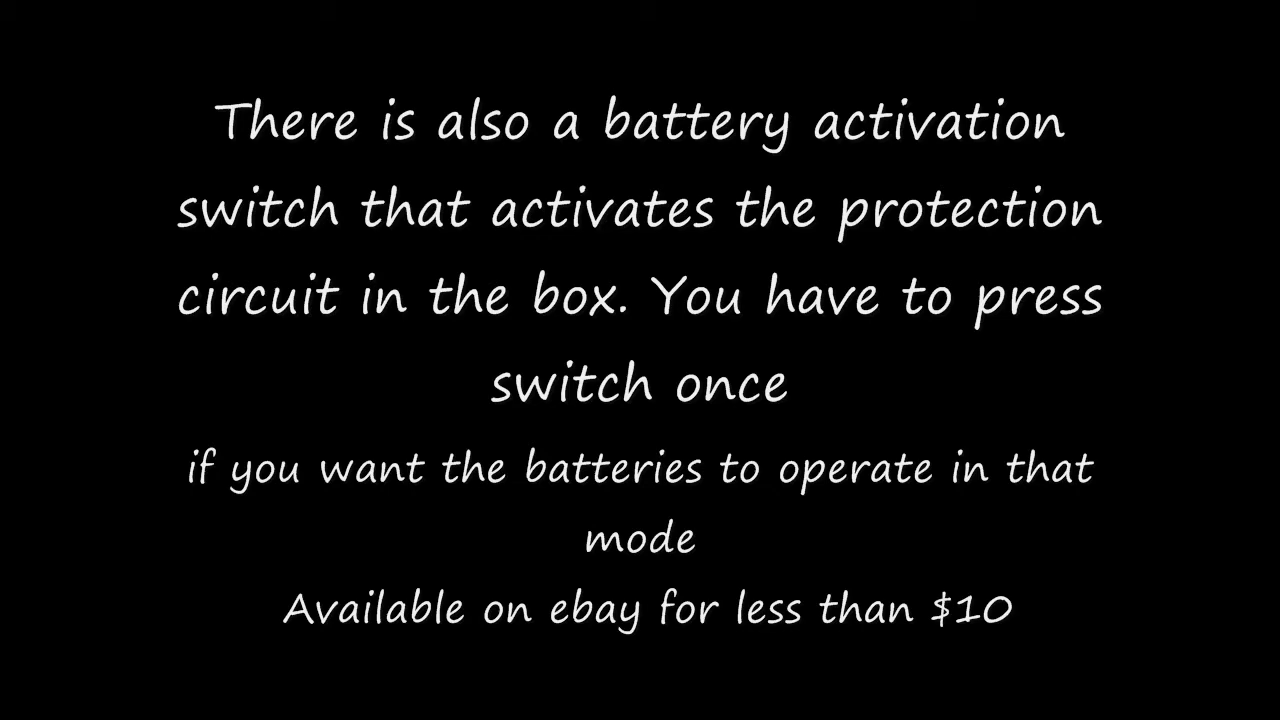 There is also a battery activation
switch that activates the protection
circuit in the box. You have to press
switch once
if you want the batteries to operate in that
mode
Available on ebay for less than $10